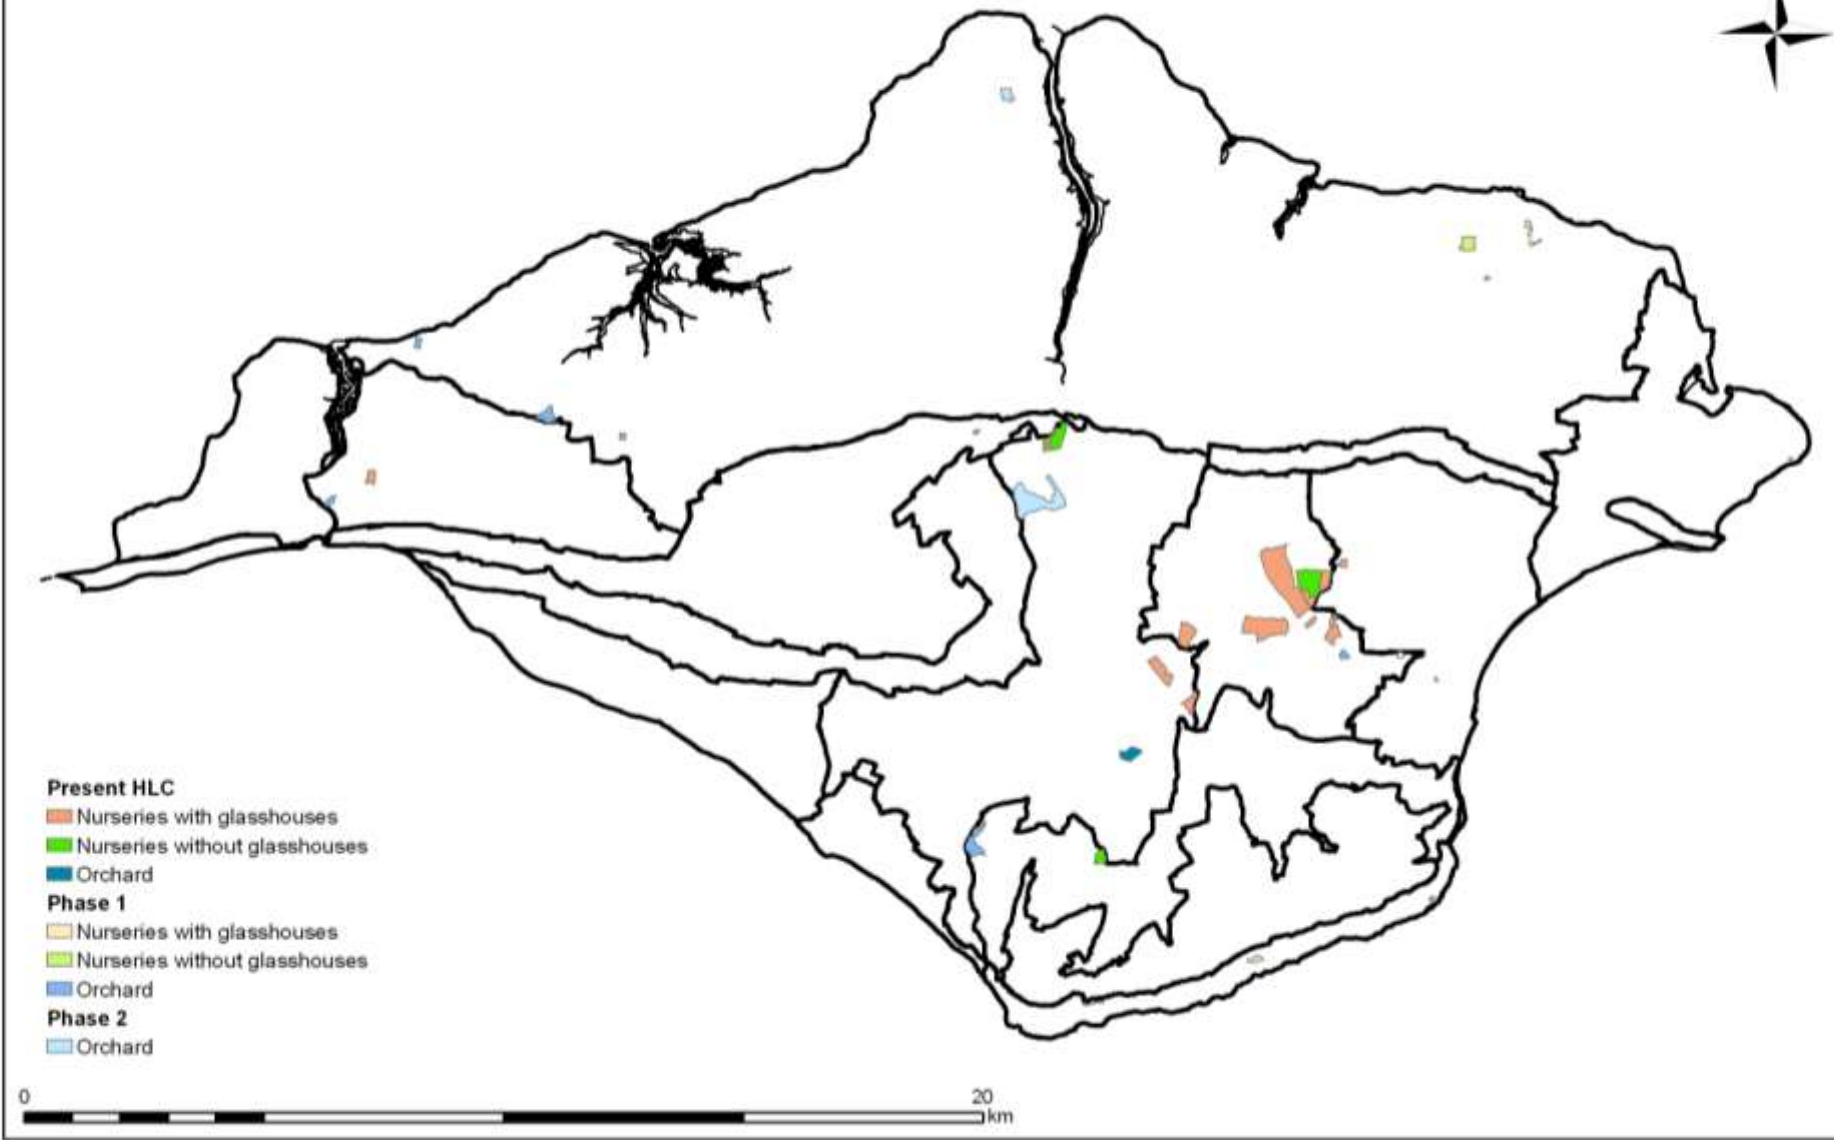 Present HLC
Nurseries with glasshouses
Nurseries without glasshouses
Orchard
Phase 1
Nurseries with glasshouses
Nurseries without glasshouses
Orchard
Phase 2
Orchard
0 20
km